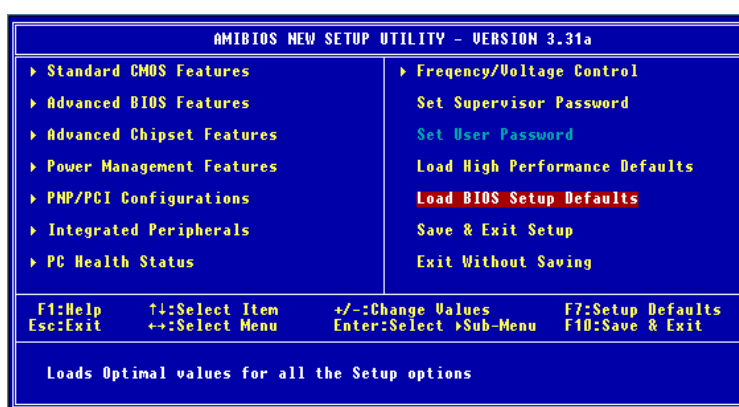 AMIBIOS NEW SETUP UTILITY - VERSION 3.31a
Standard CMOS Features
Advanced BIOS Features
Advanced Chipset Features
Power Management Features
PNP/PCI Configurations
Integrated Peripherals
PC Health Status
Freqency/Voltage Control
Set Supervisor Password
Set User Password
Load High Performance Defaults
Load BIOS Setup Defaults
Save & Exit Setup
Exit Without Saving
F1:Help ↑↓:Select Item +/-:Change Values F7:Setup Defaults
Esc:Exit ←→:Select Menu Enter:Select ▸Sub-Menu F10:Save & Exit
Loads Optimal values for all the Setup options